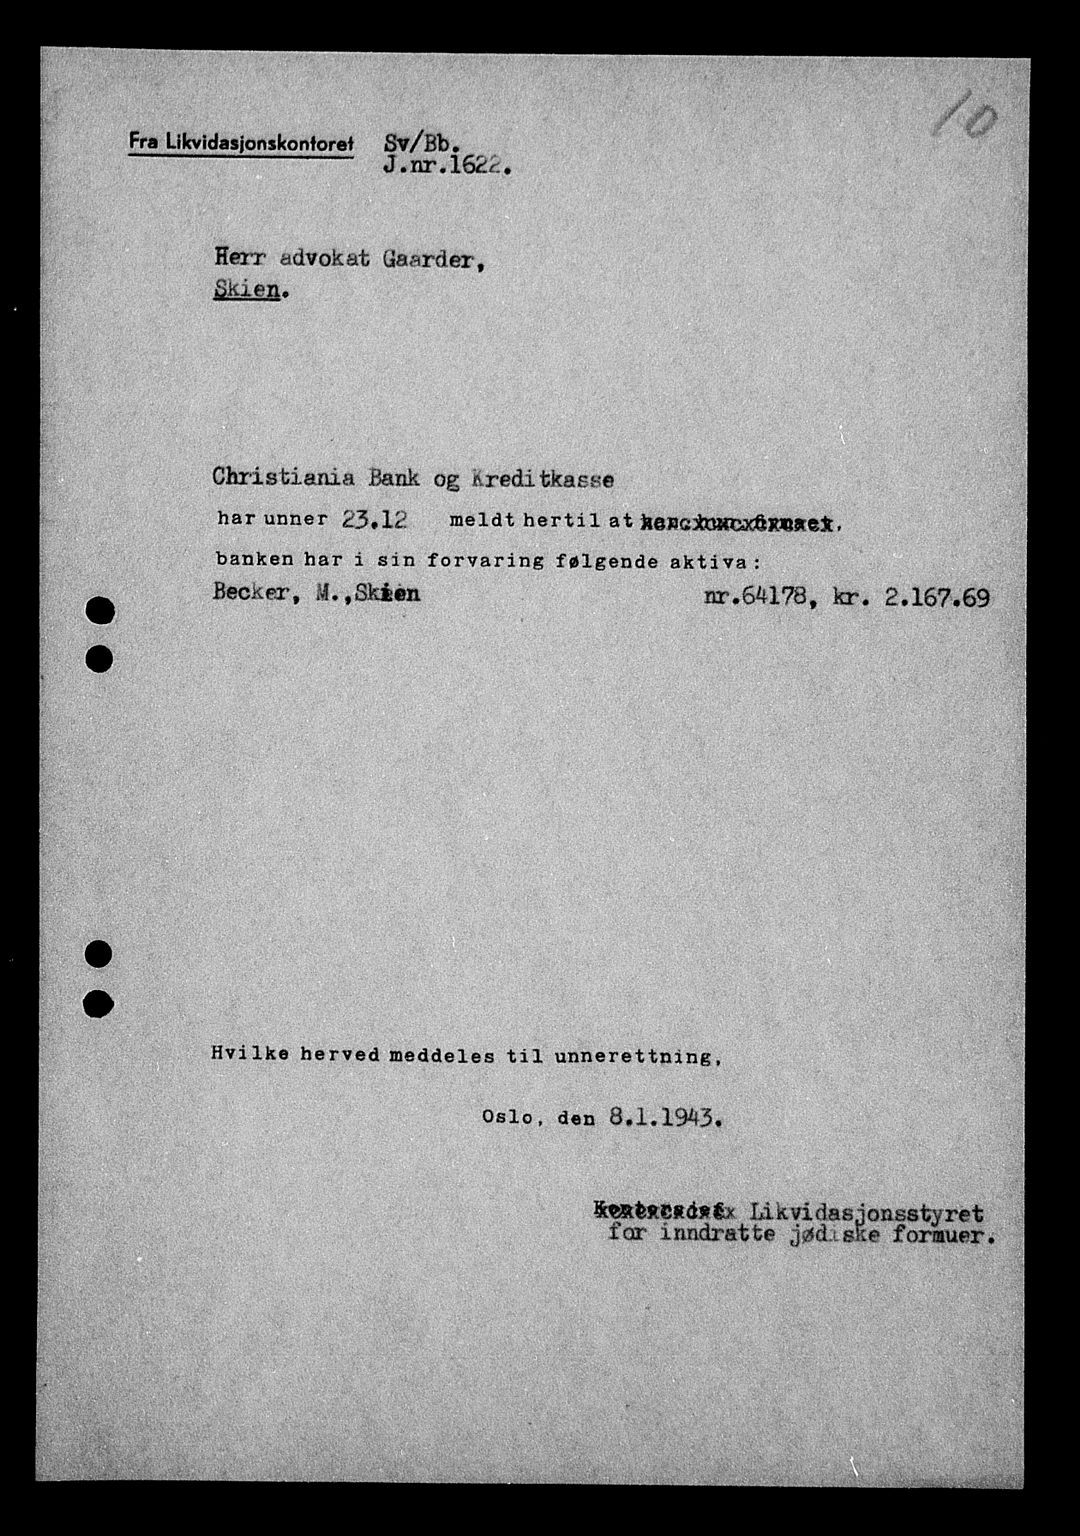 10
Fra Likvidasjonskontoret Sv/Bb.
J.nr.1622.
Herr advokat Gaarder,
Skien.
Christiania Bank og Kreditkasse
har unner 23.12 meldt hertil at
banken har i sin forvaring følgende aktiva:
Becker, M.,Skien nr.64178, kr. 2.167.69
Hvilke herved meddeles til unnerettning,
Oslo, den 8.1.1943.
Likvidasjonsstyret
for inndratte jødiske formuer.